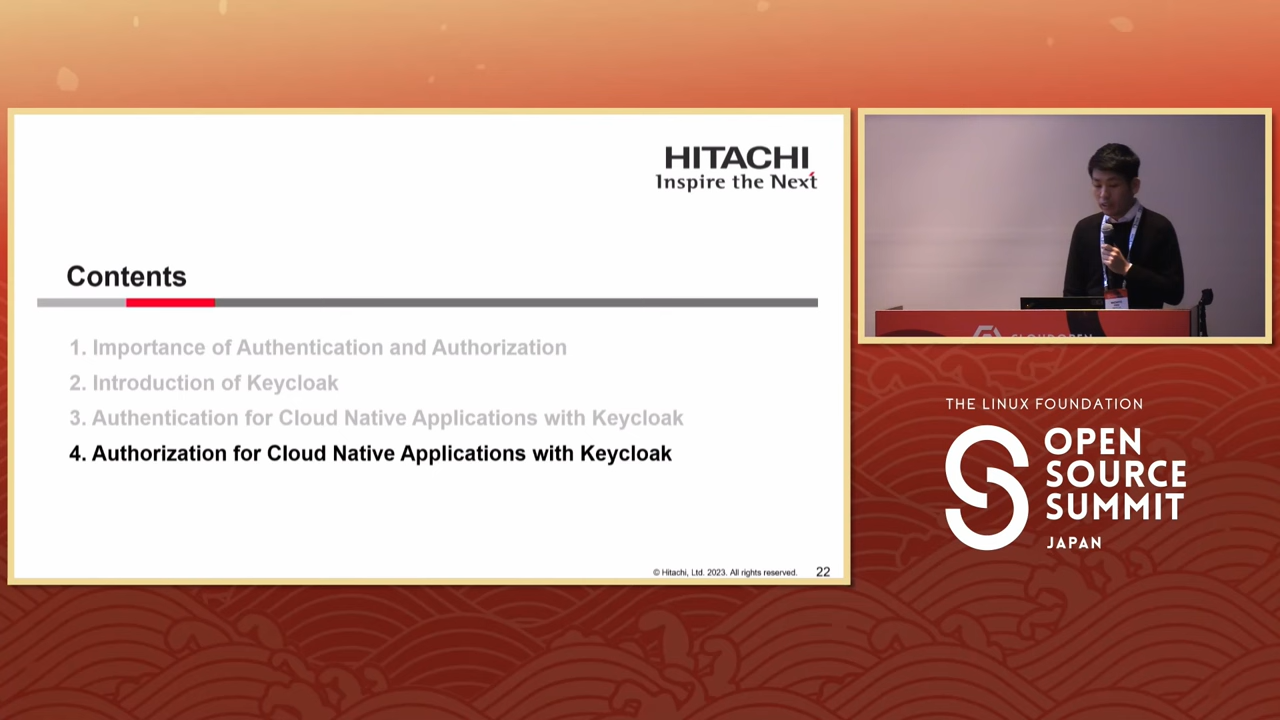 HITACHI
Inspire the Next
Contents
1. Importance of Authentication and Authorization
2. Introduction of Keycloak
3. Authentication for Cloud Native Applications with Keycloak
4. Authorization for Cloud Native Applications with Keycloak
© Hitachi, Ltd. 2023. All rights reserved. 22
THE LINUX FOUNDATION
OPEN
SOURCE
SUMMIT
JAPAN